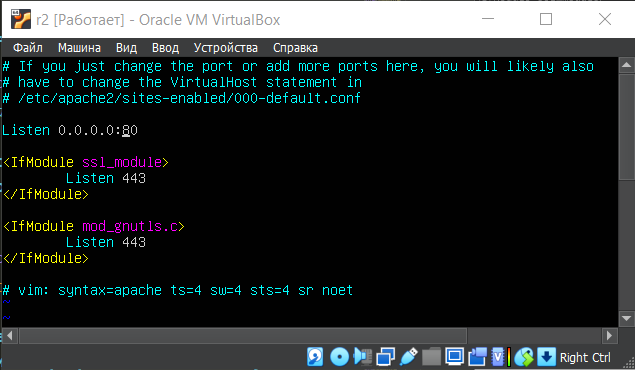 r2 [Работает] - Oracle VM VirtualBox
Файл Машина Вид Ввод Устройства Справка
# If you just change the port or add more ports here, you will likely also
# have to change the VirtualHost statement in
# /etc/apache2/sites-enabled/000-default.conf
Listen 0.0.0.0:80
<IfModule ssl_module>
Listen 443
</IfModule>
<IfModule mod_gnutls.c>
Listen 443
</IfModule>
# vim: syntax=apache ts=4 sw=4 sts=4 sr noet
~
~
Right Ctrl